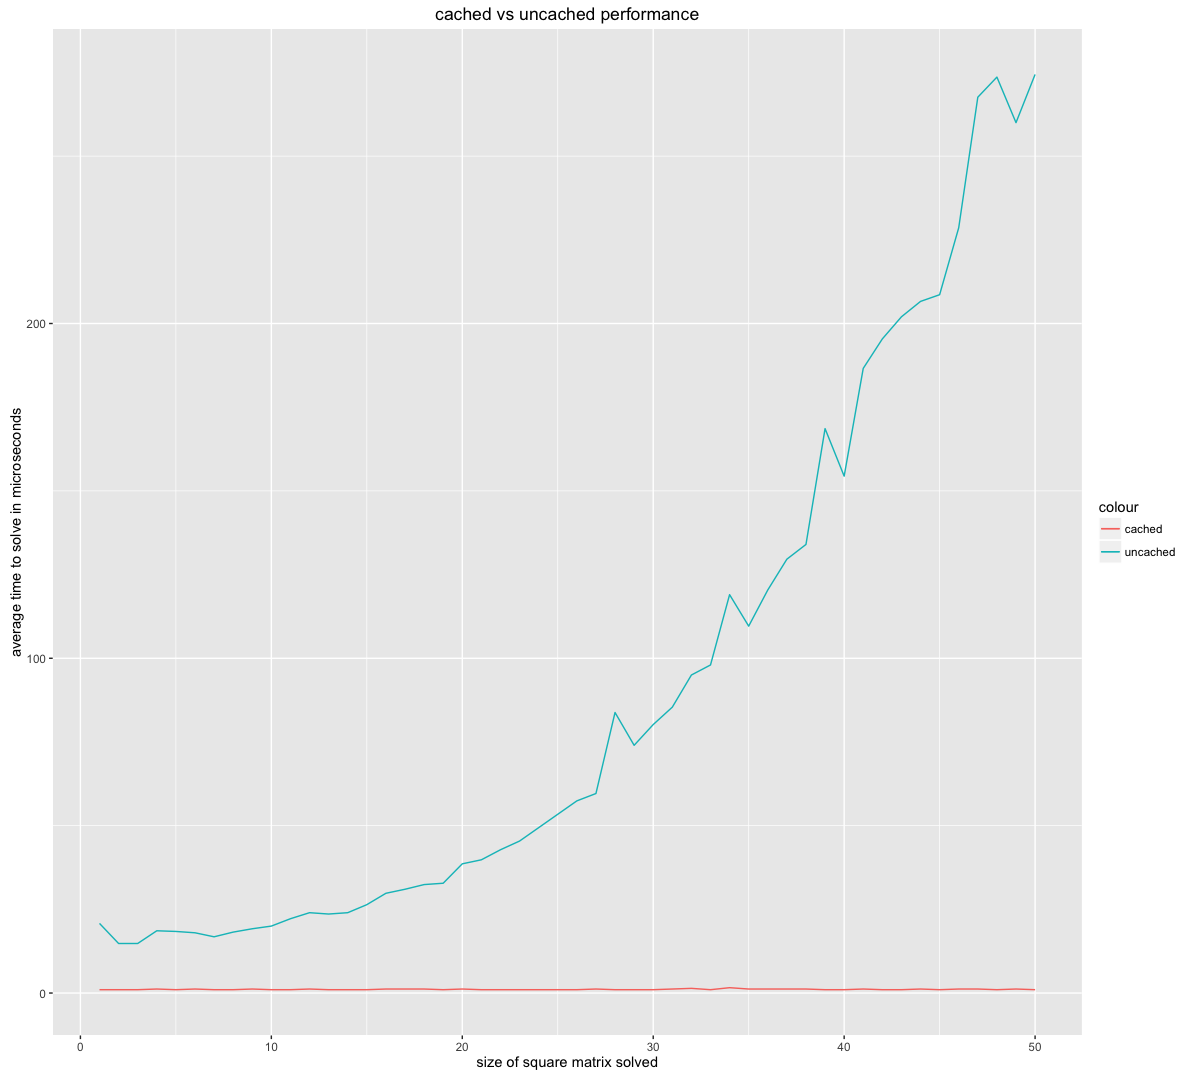 cached vs uncached performance
average time to solve in microseconds
200
100
0
0 10 20 30 40 50
size of square matrix solved
colour
cached
uncached